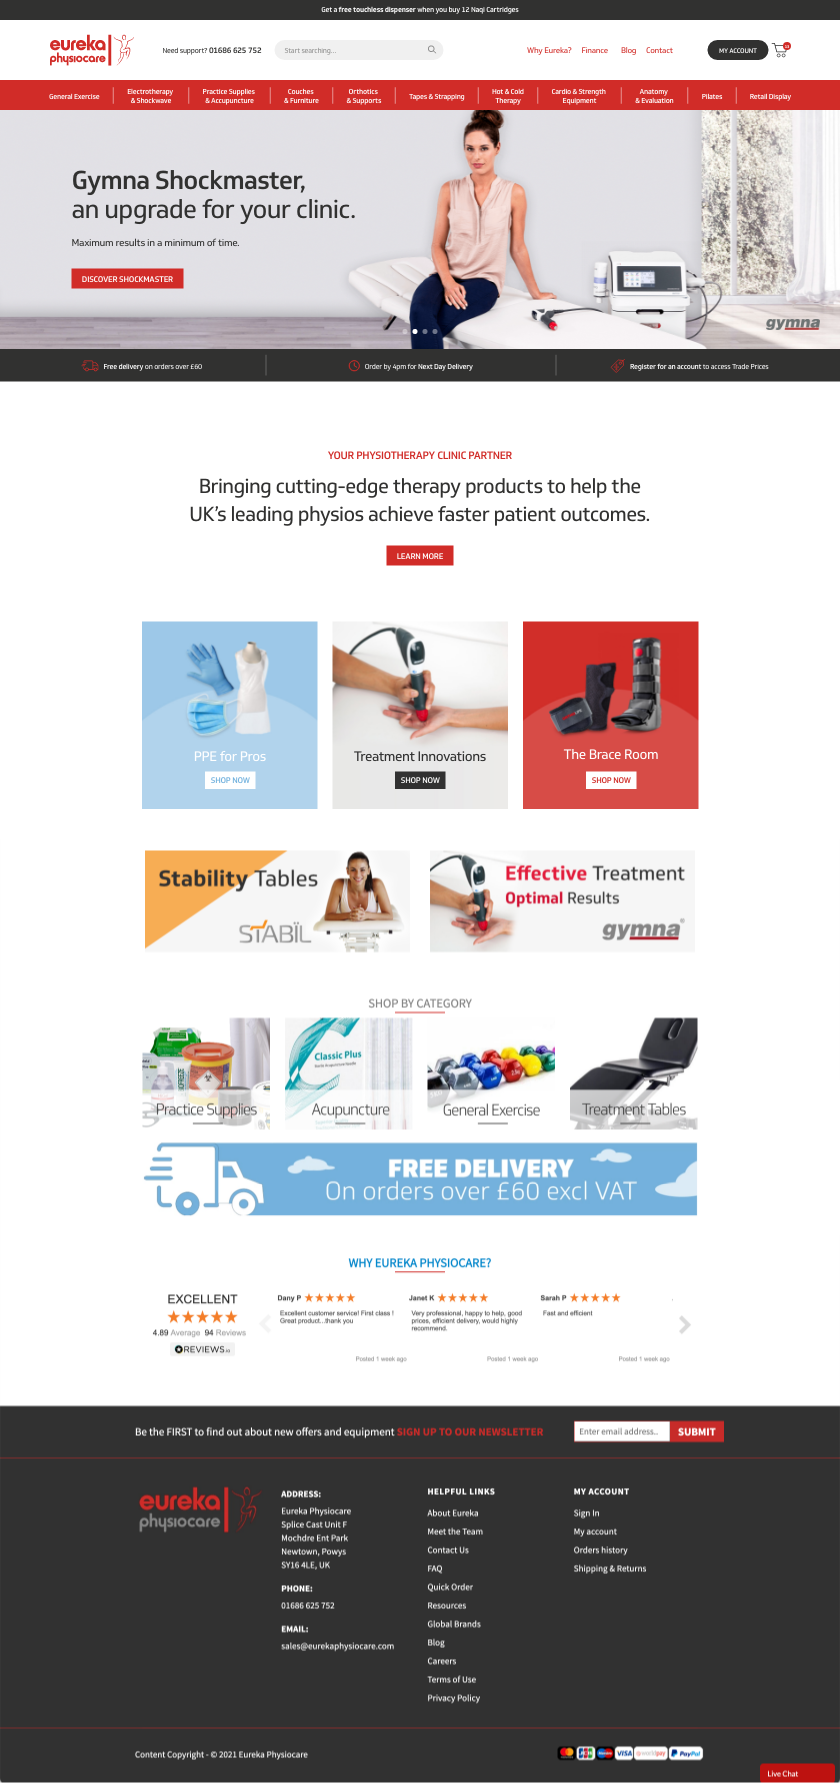 Get a free touchless dispenser when you buy 12 Naqi Cartridges
eureka
physiocare
Need support? 01686 625 752
Start searching...
Why Eureka?
Finance
Blog
Contact
MY ACCOUNT
General Exercise
Electrotherapy
& Shockwave
Practice Supplies
& Accupuncture
Couches
& Furniture
Orthotics
& Supports
Tapes & Strapping
Hot & Cold
Therapy
Cardio & Strength
Equipment
Anatomy
& Evaluation
Pilates
Retail Display
Gymna Shockmaster,
an upgrade for your clinic.
Maximum results in a minimum of time.
DISCOVER SHOCKMASTER
gymna
Free delivery on orders over £60
Order by 4pm for Next Day Delivery
Register for an account to access Trade Prices
YOUR PHYSIOTHERAPY CLINIC PARTNER
Bringing cutting-edge therapy products to help the
UK's leading physios achieve faster patient outcomes.
LEARN MORE
PPE for Pros
SHOP NOW
Treatment Innovations
SHOP NOW
The Brace Room
SHOP NOW
Stability Tables
STABÏL
Effective Treatment
Optimal Results
gymna
SHOP BY CATEGORY
Practice Supplies
Classic Plus
Acupuncture
General Exercise
Treatment Tables
FREE DELIVERY
On orders over £60 excl VAT
WHY EUREKA PHYSIOCARE?
EXCELLENT
4.89 Average 94 Reviews
REVIEWS
Dany P
Excellent customer service! First class !
Great product...thank you
Posted 1 week ago
Janet K
Very professional, happy to help, good
prices, efficient delivery, would highly
recommend.
Posted 1 week ago
Sarah P
Fast and efficient
Posted 1 week ago
Be the FIRST to find out about new offers and equipment SIGN UP TO OUR NEWSLETTER
Enter email address..
SUBMIT
eureka
physiocare
ADDRESS:
Eureka Physiocare
Splice Cast Unit F
Mochdre Ent Park
Newtown, Powys
SY16 4LE, UK
PHONE:
01686 625 752
EMAIL:
sales@eurekaphysiocare.com
HELPFUL LINKS
About Eureka
Meet the Team
Contact Us
FAQ
Quick Order
Resources
Global Brands
Blog
Careers
Terms of Use
Privacy Policy
MY ACCOUNT
Sign In
My account
Orders history
Shipping & Returns
Content Copyright - © 2021 Eureka Physiocare
JCB
VISA
worldpay
PayPal
Live Chat